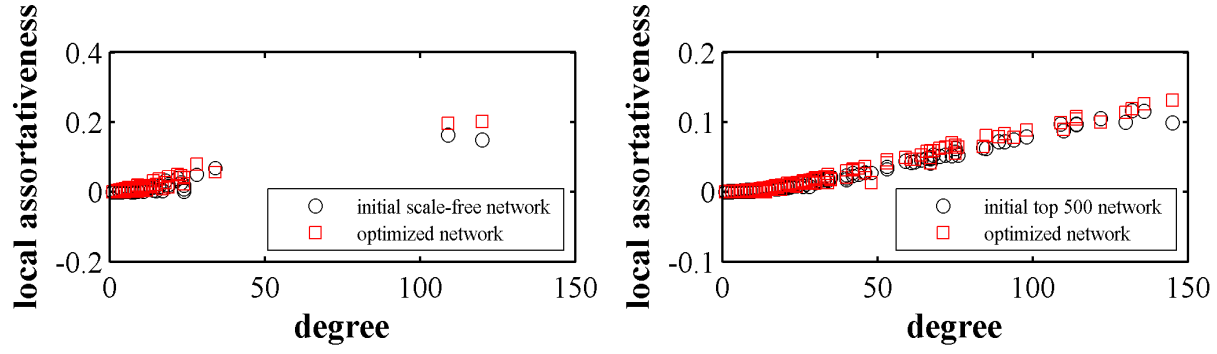 local assortativeness
0.4
0.2
0
-0.2
initial scale-free network
optimized network
0 50 100 150
degree
local assortativeness
0.2
0.1
0
-0.1
initial top 500 network
optimized network
0 50 100 150
degree